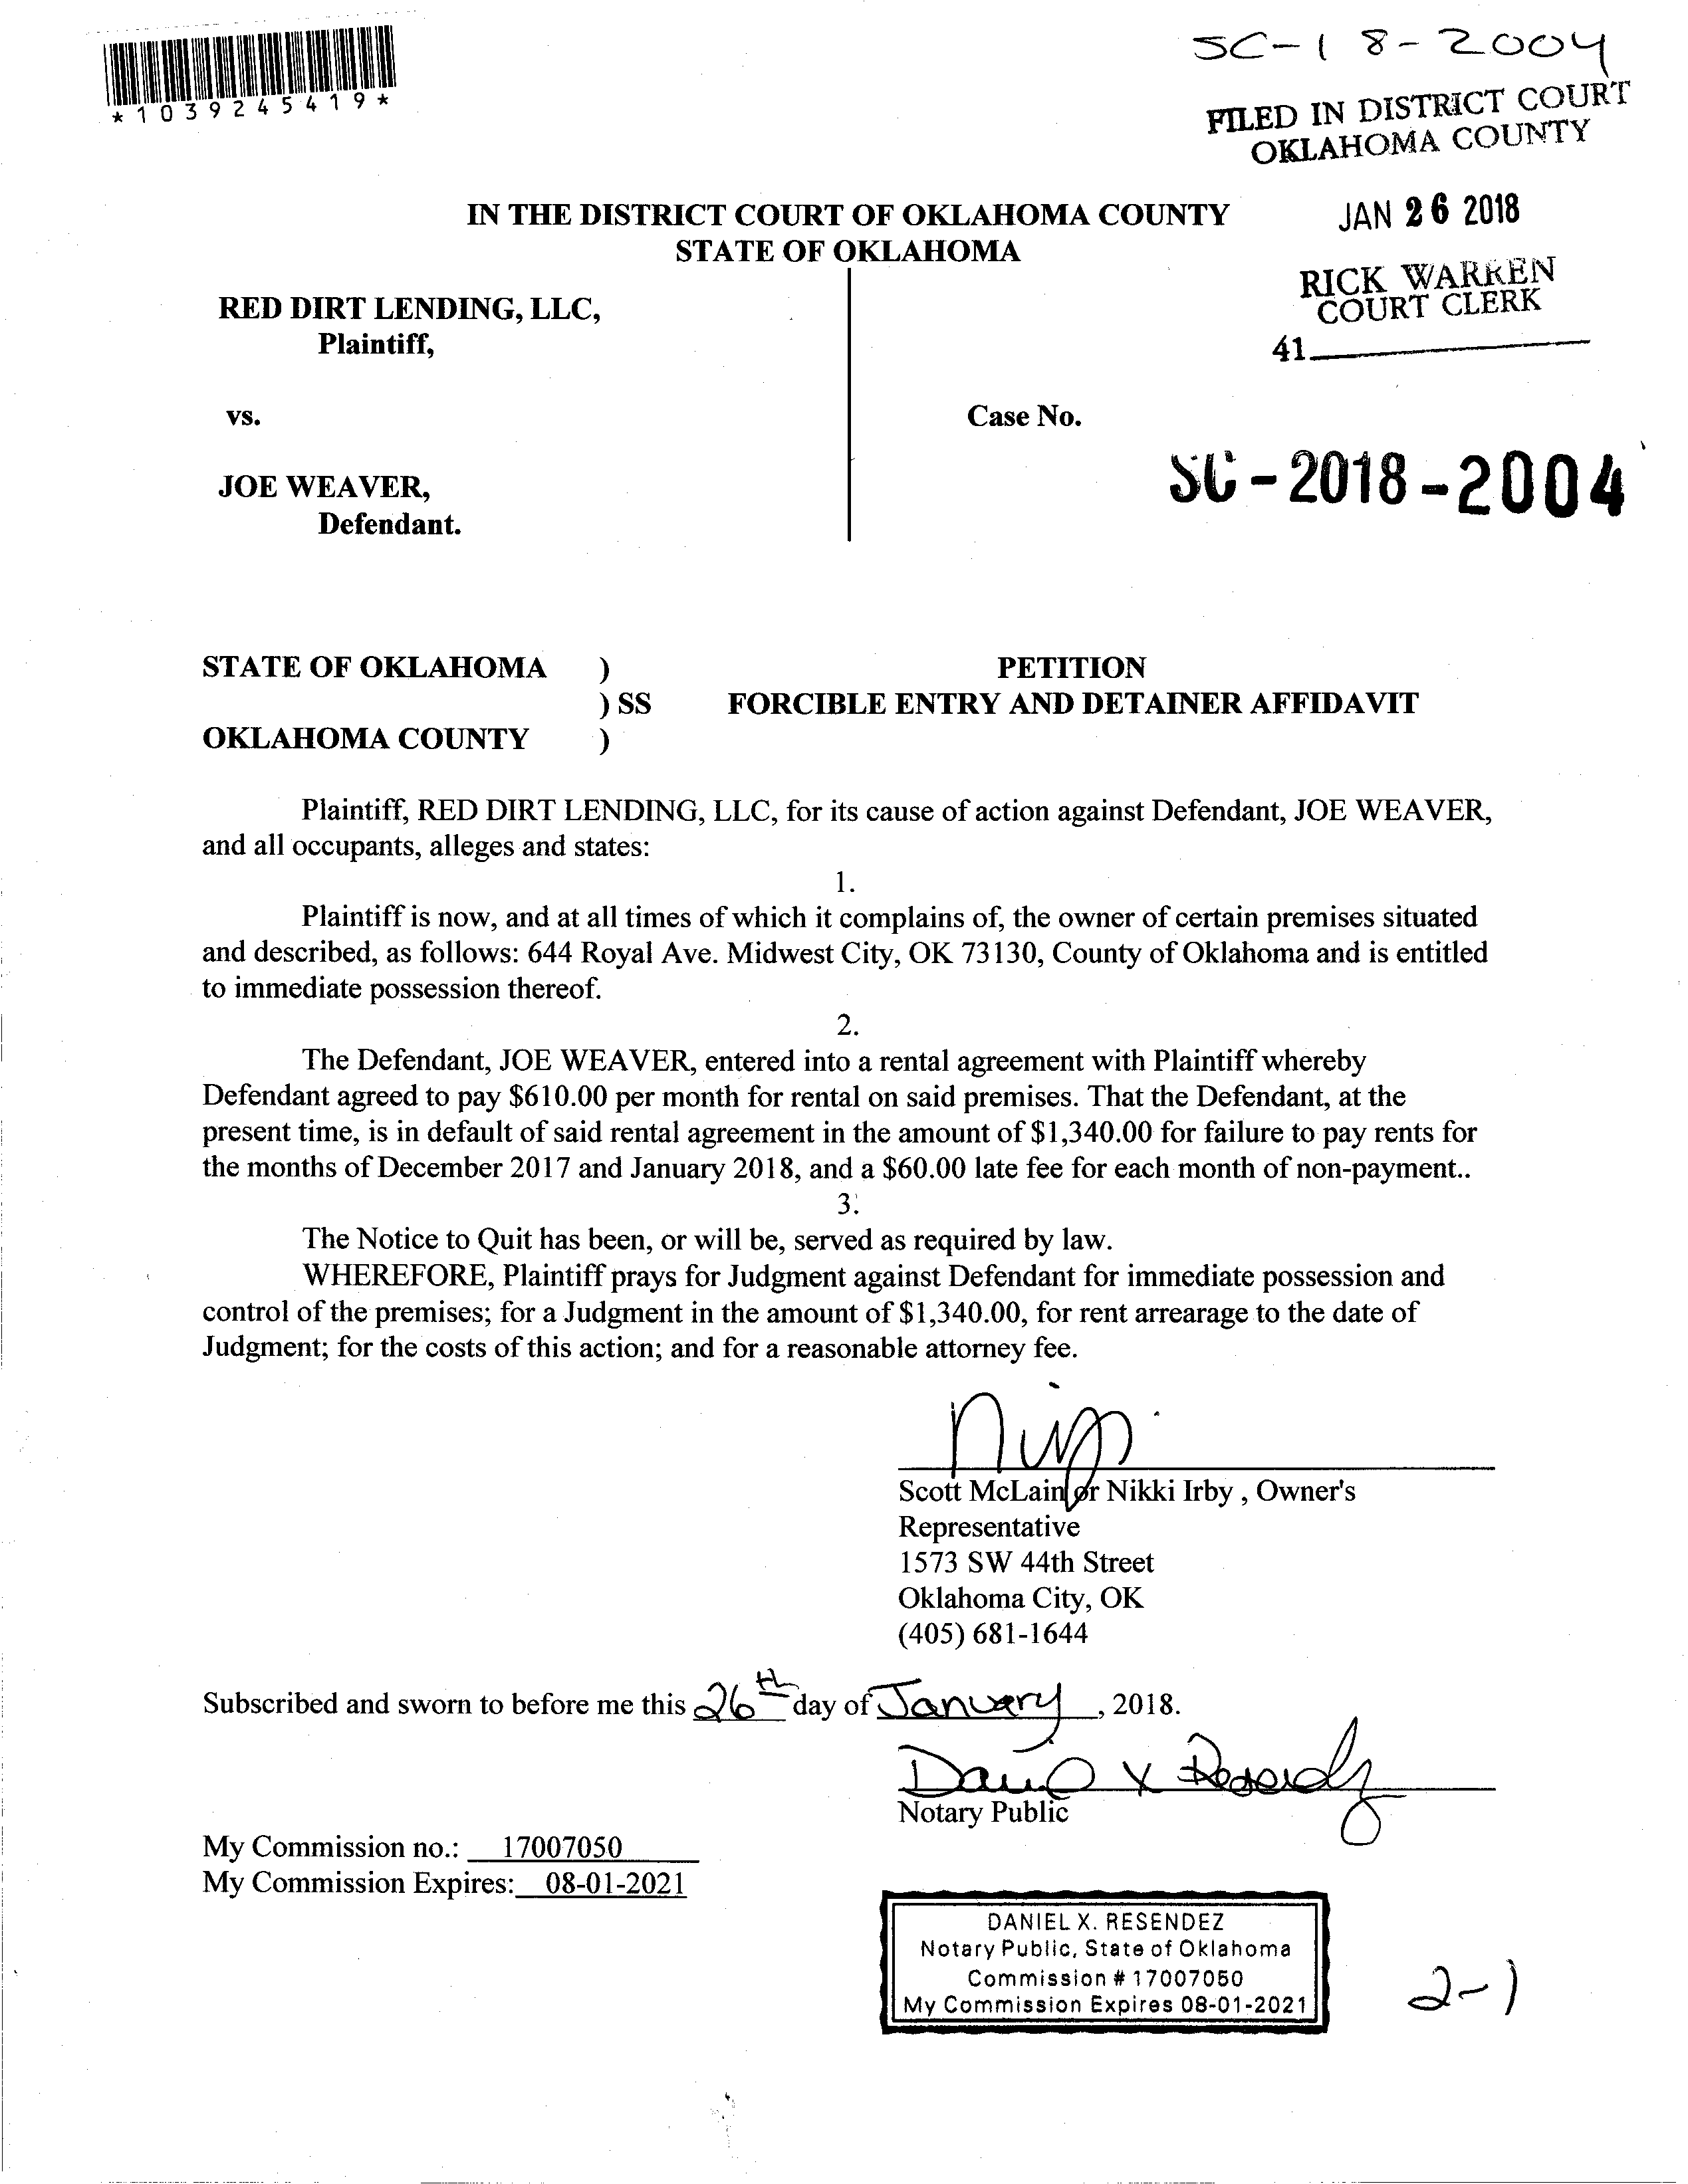 SC-18-2004
*1039245419*
FILED IN DISTRICT COURT
OKLAHOMA COUNTY
JAN 26 2018
RICK WARREN
COURT CLERK
41
IN THE DISTRICT COURT OF OKLAHOMA COUNTY
STATE OF OKLAHOMA
RED DIRT LENDING, LLC,
Plaintiff,
vs.
Case No.
SC-2018-2004
JOE WEAVER,
Defendant.
STATE OF OKLAHOMA ) PETITION
) SS FORCIBLE ENTRY AND DETAINER AFFIDAVIT
OKLAHOMA COUNTY )
Plaintiff, RED DIRT LENDING, LLC, for its cause of action against Defendant, JOE WEAVER,
and all occupants, alleges and states:
1.
Plaintiff is now, and at all times of which it complains of, the owner of certain premises situated
and described, as follows: 644 Royal Ave. Midwest City, OK 73130, County of Oklahoma and is entitled
to immediate possession thereof.
2.
The Defendant, JOE WEAVER, entered into a rental agreement with Plaintiff whereby
Defendant agreed to pay $610.00 per month for rental on said premises. That the Defendant, at the
present time, is in default of said rental agreement in the amount of $1,340.00 for failure to pay rents for
the months of December 2017 and January 2018, and a $60.00 late fee for each month of non-payment..
3.
The Notice to Quit has been, or will be, served as required by law.
WHEREFORE, Plaintiff prays for Judgment against Defendant for immediate possession and
control of the premises; for a Judgment in the amount of $1,340.00, for rent arrearage to the date of
Judgment; for the costs of this action; and for a reasonable attorney fee.
Scott McLain or Nikki Irby , Owner's
Representative
1573 SW 44th Street
Oklahoma City, OK
(405) 681-1644
Subscribed and sworn to before me this 26th day of January, 2018.
Daniel X Resendez
Notary Public
My Commission no.: 17007050
My Commission Expires: 08-01-2021
DANIEL X. RESENDEZ
Notary Public, State of Oklahoma
Commission # 17007050
My Commission Expires 08-01-2021
2-1